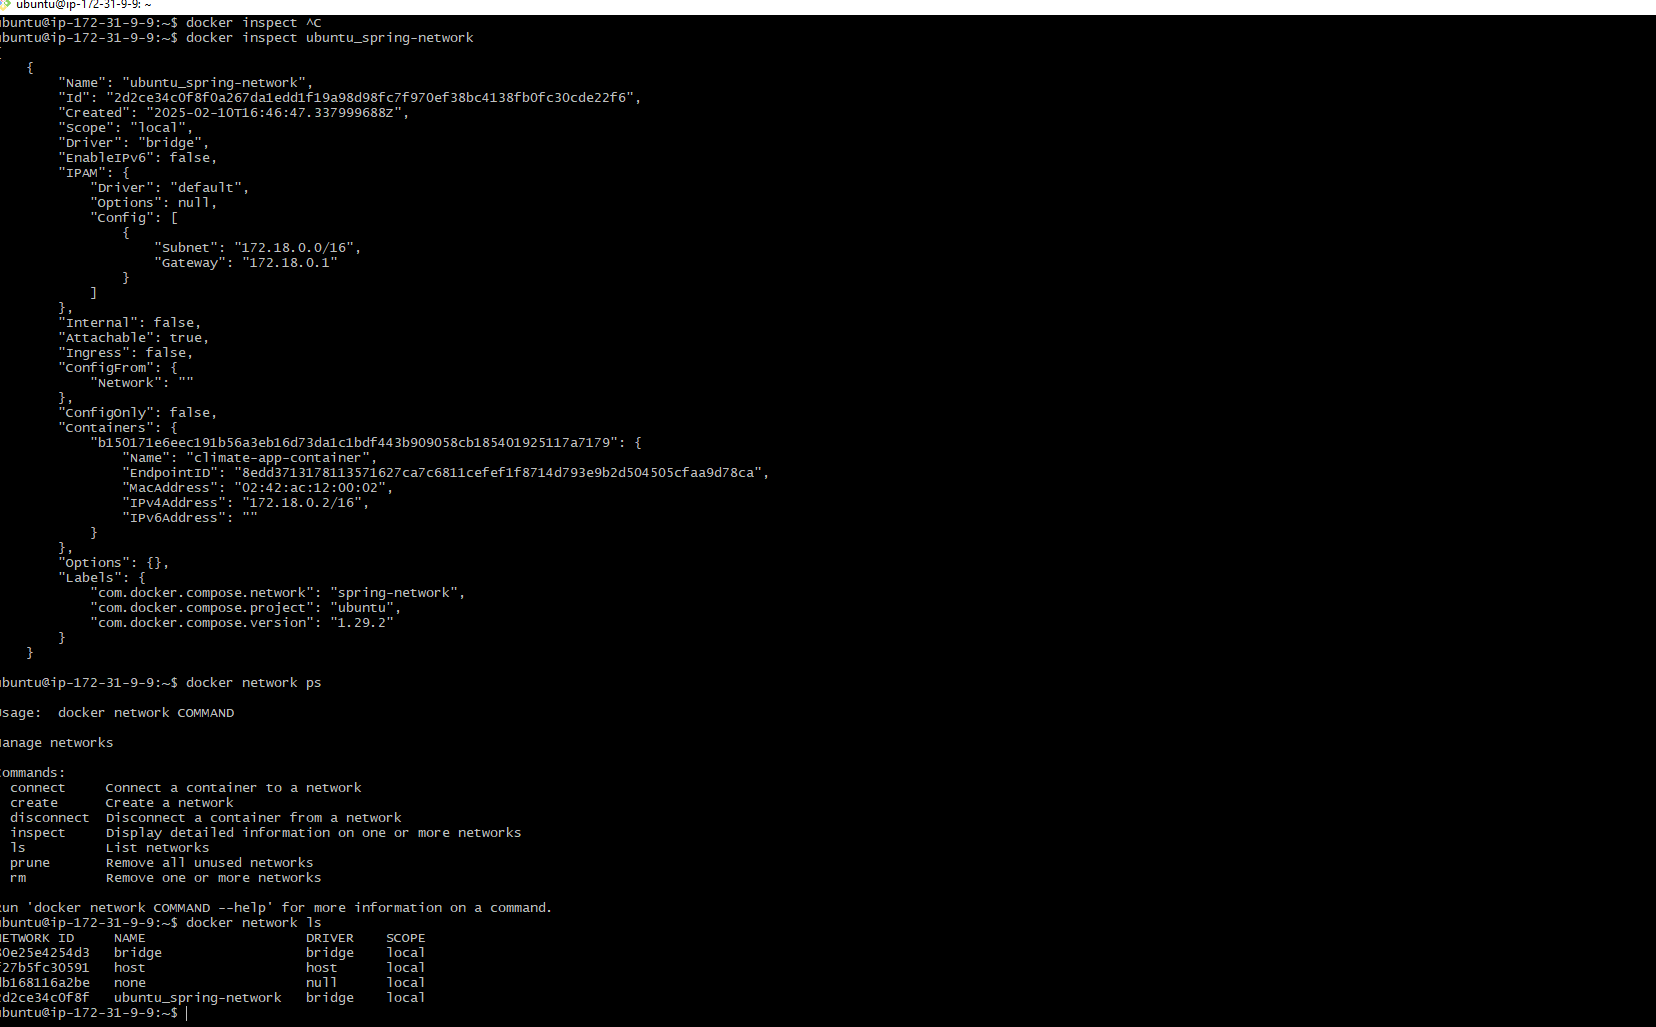 ubuntu@ip-172-31-9-9: ~
ubuntu@ip-172-31-9-9:~$ docker inspect ^C
ubuntu@ip-172-31-9-9:~$ docker inspect ubuntu_spring-network
[
    {
        "Name": "ubuntu_spring-network",
        "Id": "2d2ce34c0f8f0a267da1edd1f19a98d98fc7f970ef38bc4138fb0fc30cde22f6",
        "Created": "2025-02-10T16:46:47.337999688Z",
        "Scope": "local",
        "Driver": "bridge",
        "EnableIPv6": false,
        "IPAM": {
            "Driver": "default",
            "Options": null,
            "Config": [
                {
                    "Subnet": "172.18.0.0/16",
                    "Gateway": "172.18.0.1"
                }
            ]
        },
        "Internal": false,
        "Attachable": true,
        "Ingress": false,
        "ConfigFrom": {
            "Network": ""
        },
        "ConfigOnly": false,
        "Containers": {
            "b150171e6eec191b56a3eb16d73da1c1bdf443b909058cb185401925117a7179": {
                "Name": "climate-app-container",
                "EndpointID": "8edd3713178113571627ca7c6811cefef1f8714d793e9b2d504505cfaa9d78ca",
                "MacAddress": "02:42:ac:12:00:02",
                "IPv4Address": "172.18.0.2/16",
                "IPv6Address": ""
            }
        },
        "Options": {},
        "Labels": {
            "com.docker.compose.network": "spring-network",
            "com.docker.compose.project": "ubuntu",
            "com.docker.compose.version": "1.29.2"
        }
    }
ubuntu@ip-172-31-9-9:~$ docker network ps
Usage:  docker network COMMAND
Manage networks
Commands:
  connect     Connect a container to a network
  create      Create a network
  disconnect  Disconnect a container from a network
  inspect     Display detailed information on one or more networks
  ls          List networks
  prune       Remove all unused networks
  rm          Remove one or more networks
Run 'docker network COMMAND --help' for more information on a command.
ubuntu@ip-172-31-9-9:~$ docker network ls
NETWORK ID     NAME                    DRIVER    SCOPE
0e25e4254d3   bridge                  bridge    local
f27b5fc30591   host                    host      local
db168116a2be   none                    null      local
2d2ce34c0f8f   ubuntu_spring-network   bridge    local
ubuntu@ip-172-31-9-9:~$